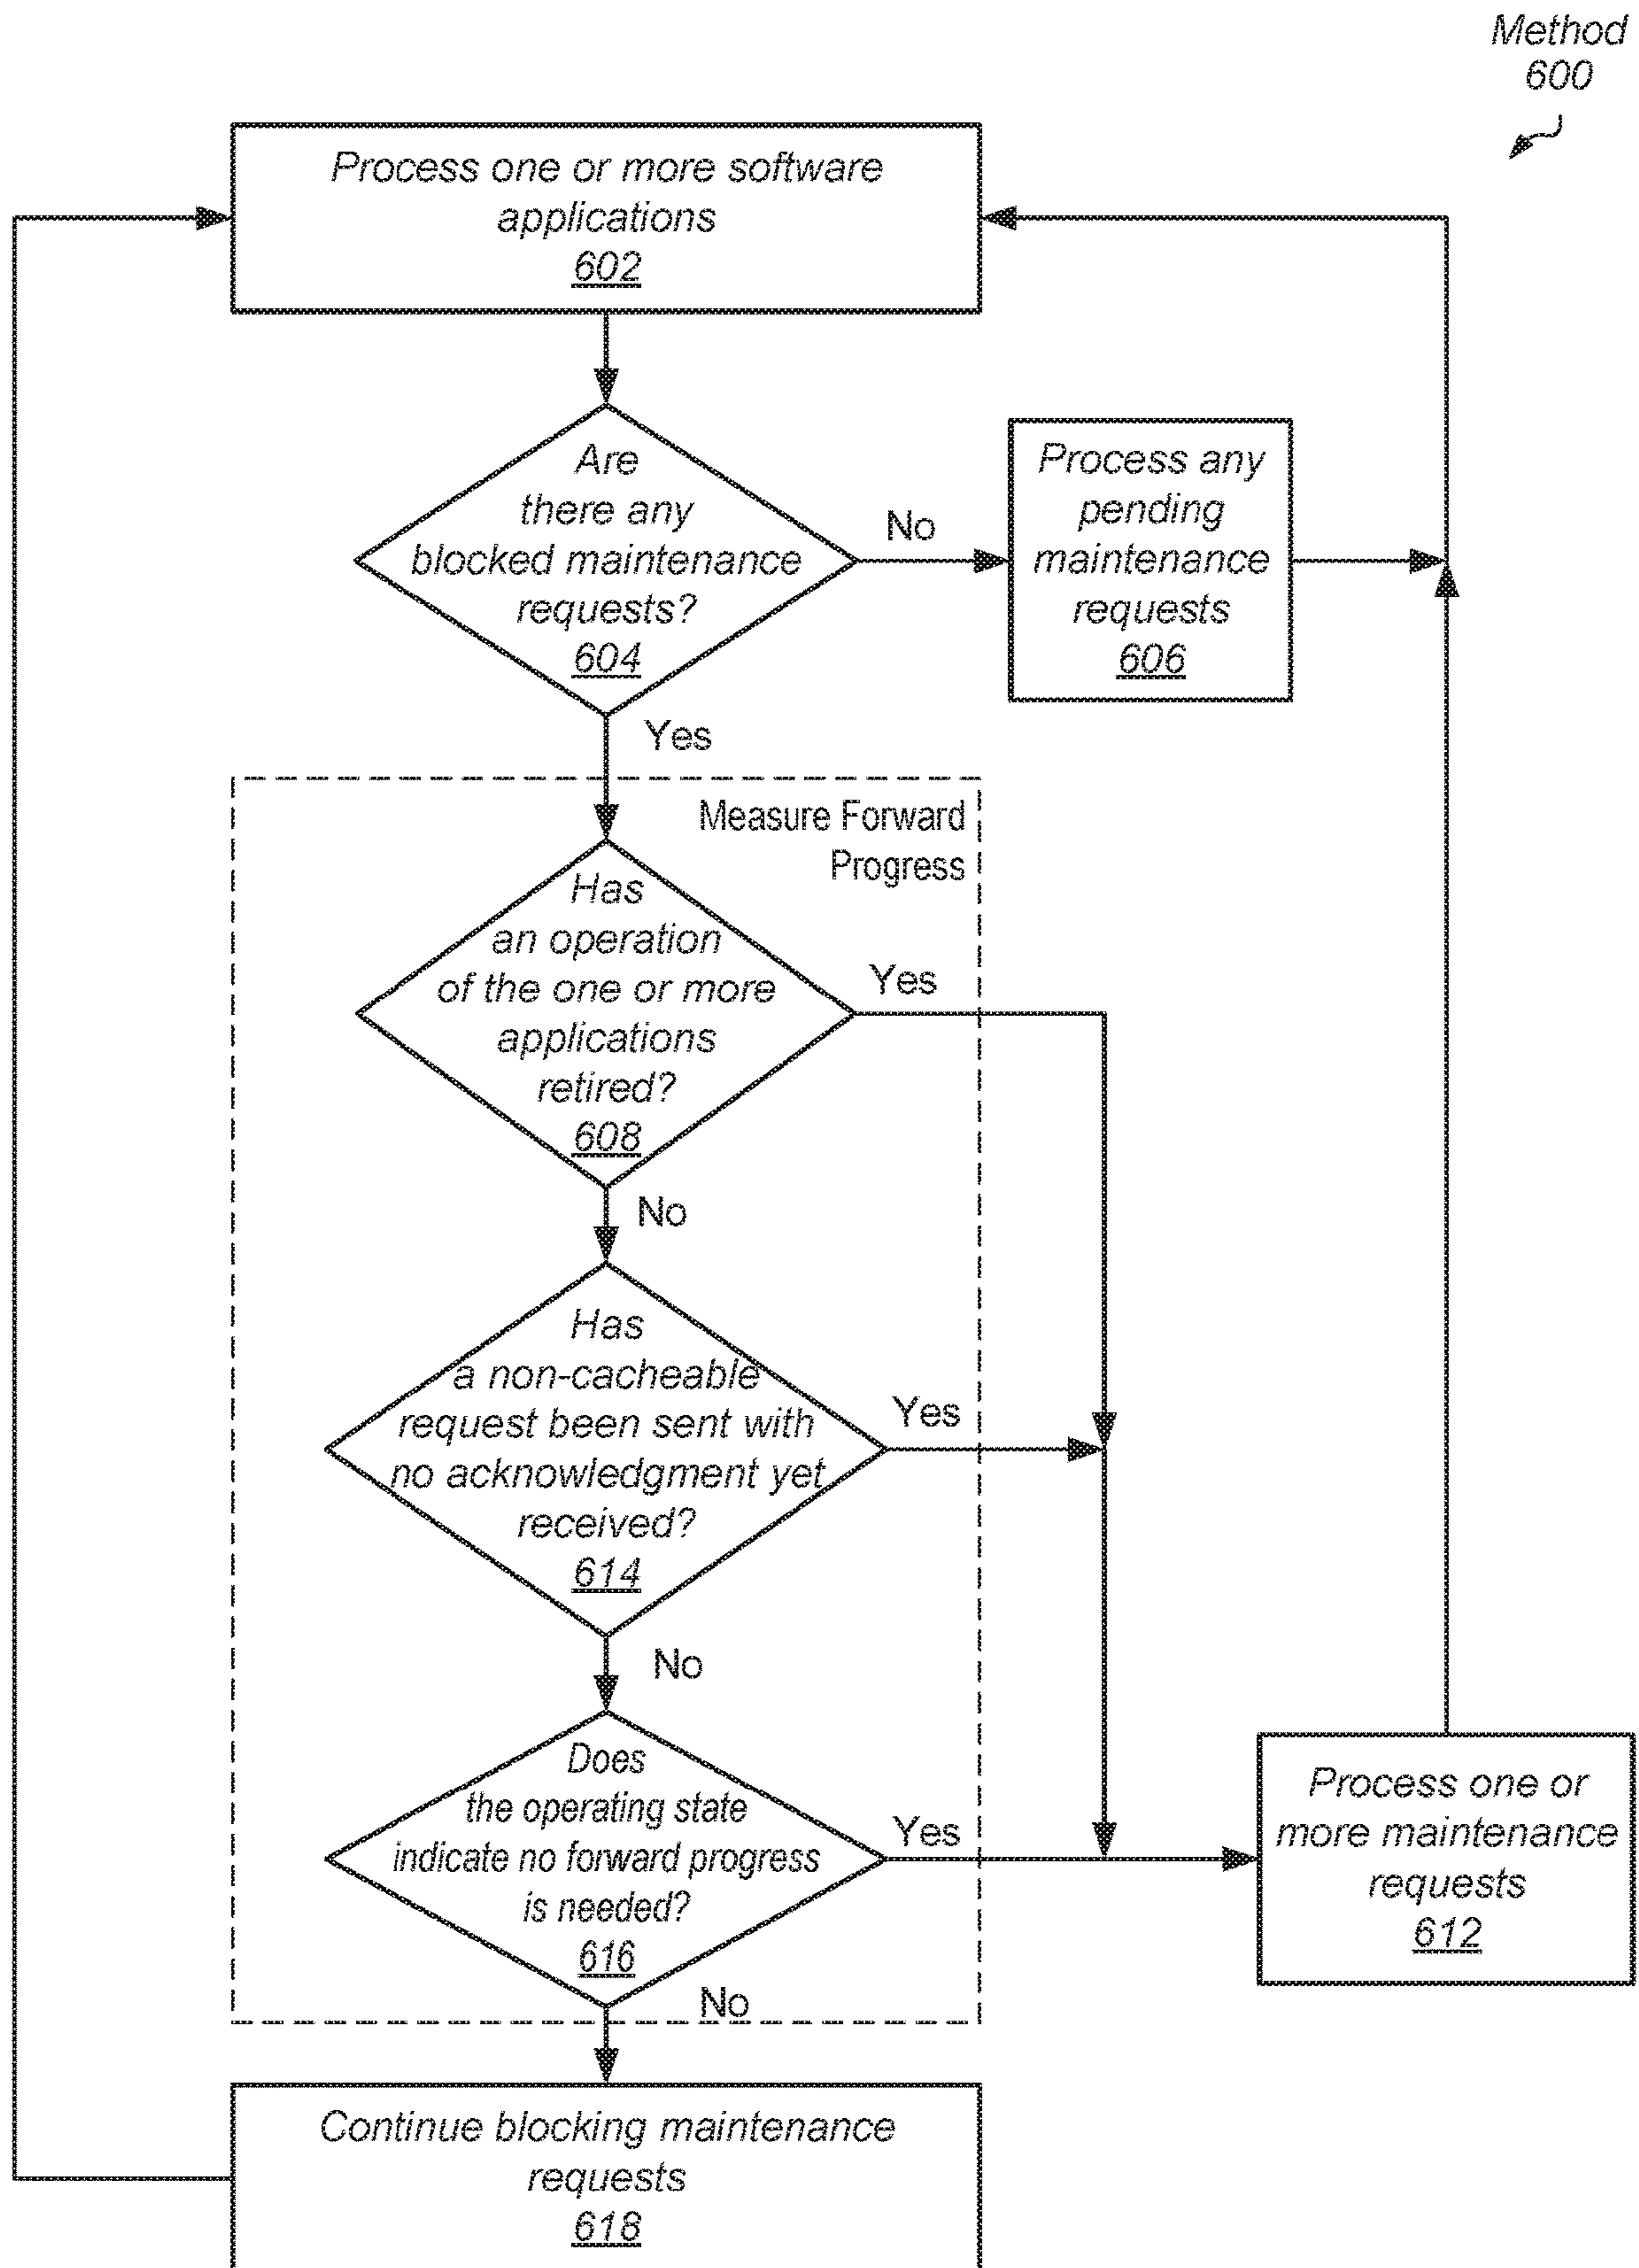 Method
600
Process one or more software
applications
602
Are
there any
blocked maintenance
requests?
604
No
Process any
pending
maintenance
requests
606
Yes
Measure Forward
Progress
Has
an operation
of the one or more
applications
retired?
608
Yes
No
Has
a non-cacheable
request been sent with
no acknowledgment yet
received?
614
Yes
No
Does
the operating state
indicate no forward progress
is needed?
616
Yes
Process one or
more maintenance
requests
612
No
Continue blocking maintenance
requests
618